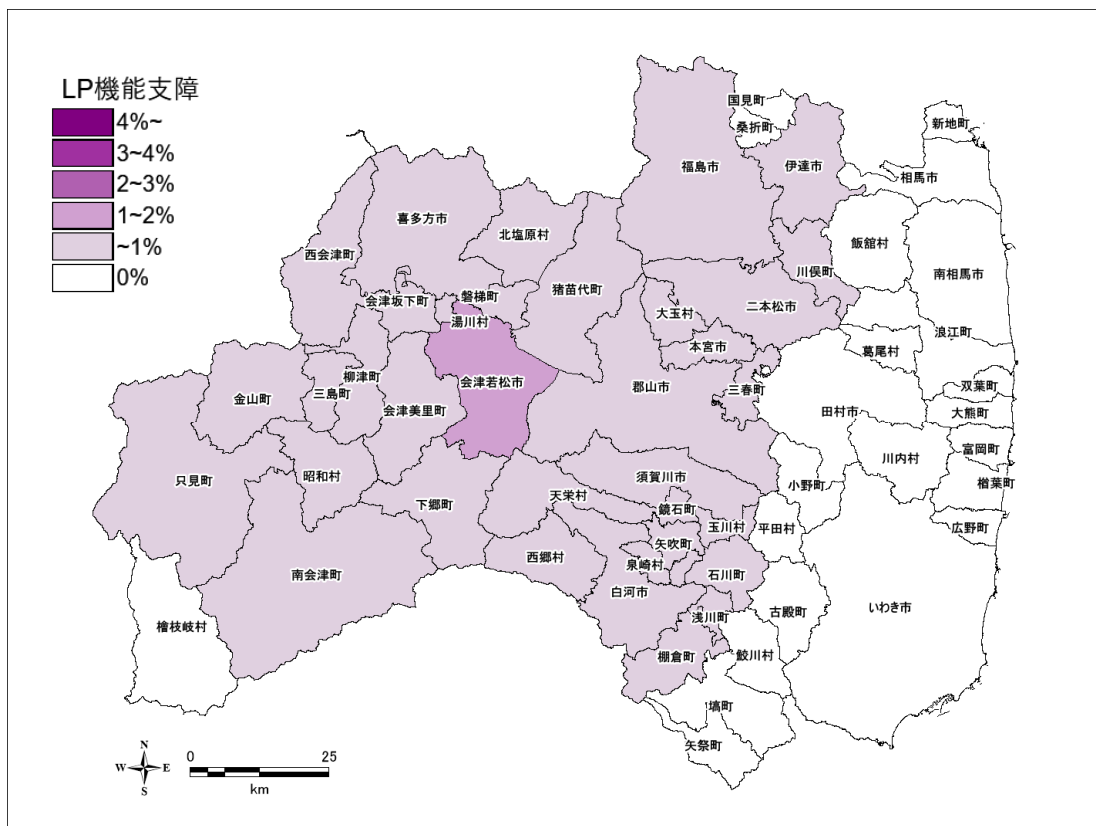 LP機能支障
4%~
3~4%
2~3%
1~2%
~1%
0%
国見町
桑折町
新地町
福島市
伊達市
相馬市
喜多方市
北塩原村
西会津町
飯舘村
川俣町
南相馬市
猪苗代町
磐梯町
会津坂下町
大玉村
二本松市
湯川村
浪江町
本宮市
葛尾村
柳津町
会津若松市
郡山市
三春町
双葉町
金山町
三島町
会津美里町
田村市
大熊町
富岡町
川内村
昭和村
只見町
須賀川市
小野町
楢葉町
下郷町
天栄村
鏡石町
玉川村
平田村
広野町
矢吹町
西郷村
泉崎村
石川町
南会津町
白河市
古殿町
いわき市
浅川町
檜枝岐村
棚倉町
鮫川村
塙町
矢祭町
N
W
E
S
0
25
km